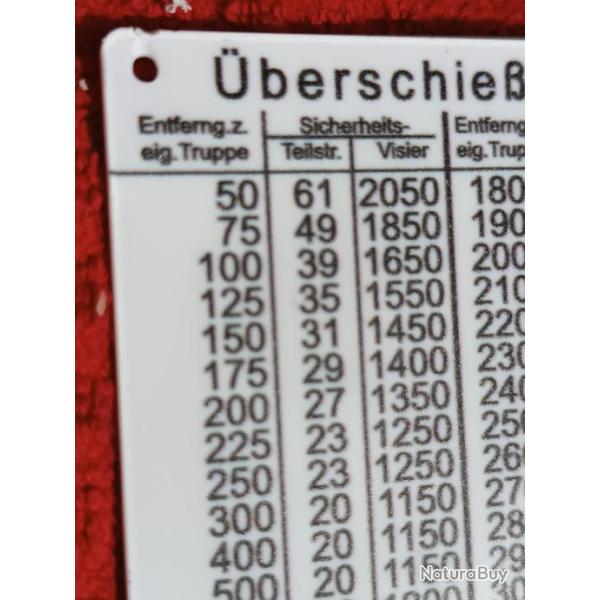 Überschieß
Entferng.z. Sicherheits- Entferng
eig.Truppe Teilstr. Visier eig.Trup
50 61 2050 180
75 49 1850 190
100 39 1650 200
125 35 1550 210
150 31 1450 220
175 29 1400 230
200 27 1350 240
225 23 1250 250
250 23 1250 260
300 20 1150 270
400 20 1150 28
500 20 1150 29
NaturaBuy